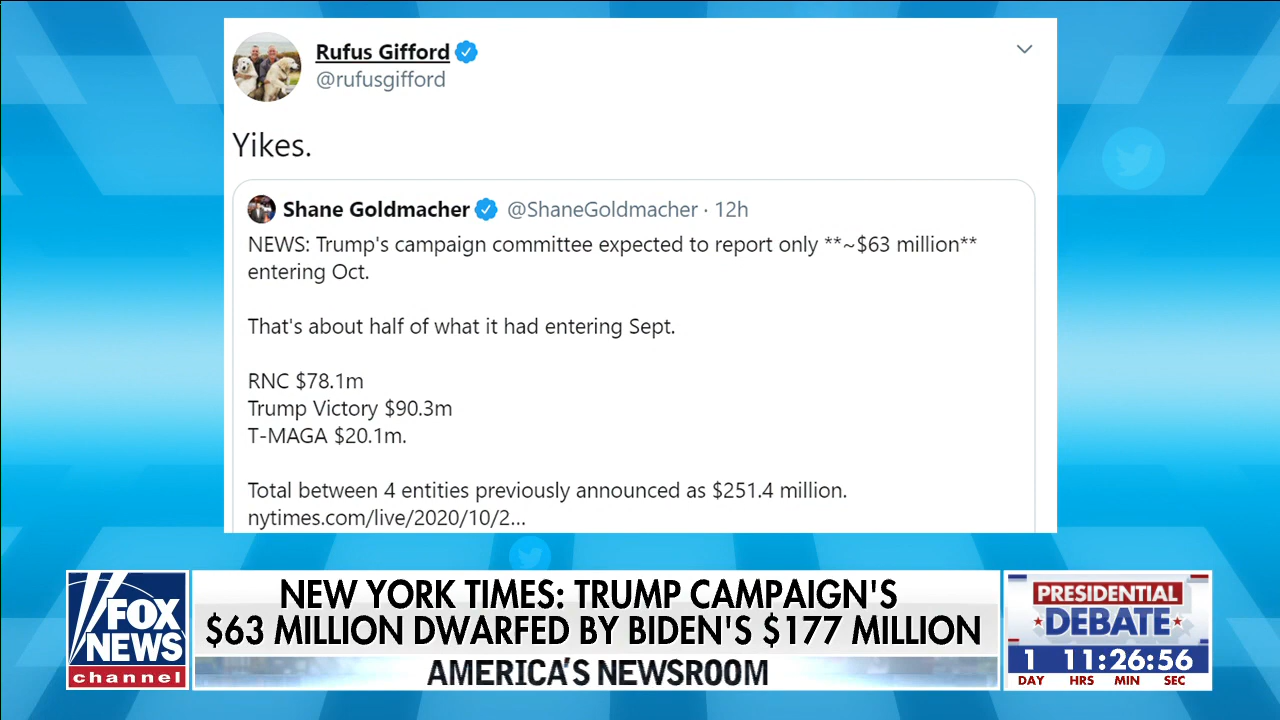 Rufus Gifford
@rufusgifford
Yikes.
Shane Goldmacher @ShaneGoldmacher · 12h
NEWS: Trump's campaign committee expected to report only **~$63 million**
entering Oct.
That's about half of what it had entering Sept.
RNC $78.1m
Trump Victory $90.3m
T-MAGA $20.1m.
Total between 4 entities previously announced as $251.4 million.
nytimes.com/live/2020/10/2...
FOX
NEWS
channel
NEW YORK TIMES: TRUMP CAMPAIGN'S
$63 MILLION DWARFED BY BIDEN'S $177 MILLION
AMERICA'S NEWSROOM
PRESIDENTIAL
DEBATE
1 11:26:56
DAY HRS MIN SEC